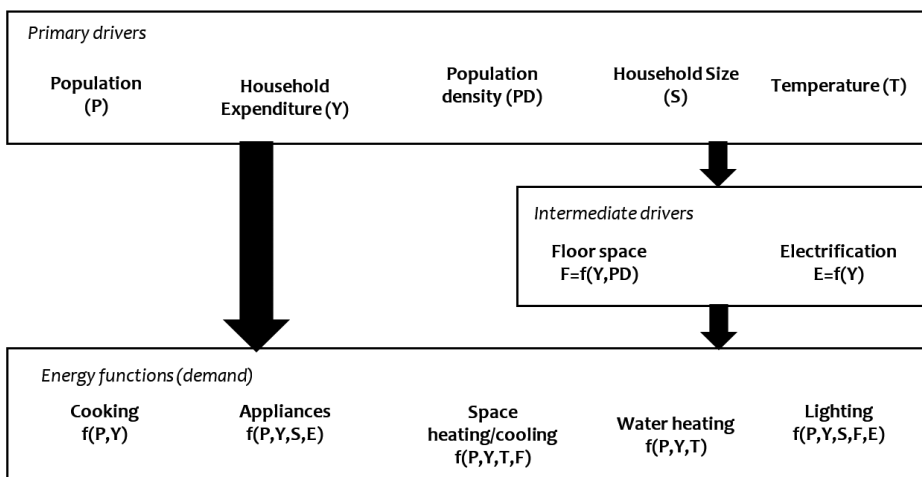 Primary drivers
Population
(P)
Household
Expenditure (Y)
Population
density (PD)
Household Size
(S)
Temperature (T)
Intermediate drivers
Floor space
F=f(Y,PD)
Electrification
E=f(Y)
Energy functions (demand)
Cooking
f(P,Y)
Appliances
f(P,Y,S,E)
Space
heating/cooling
f(P,Y,T,F)
Water heating
f(P,Y,T)
Lighting
f(P,Y,S,F,E)